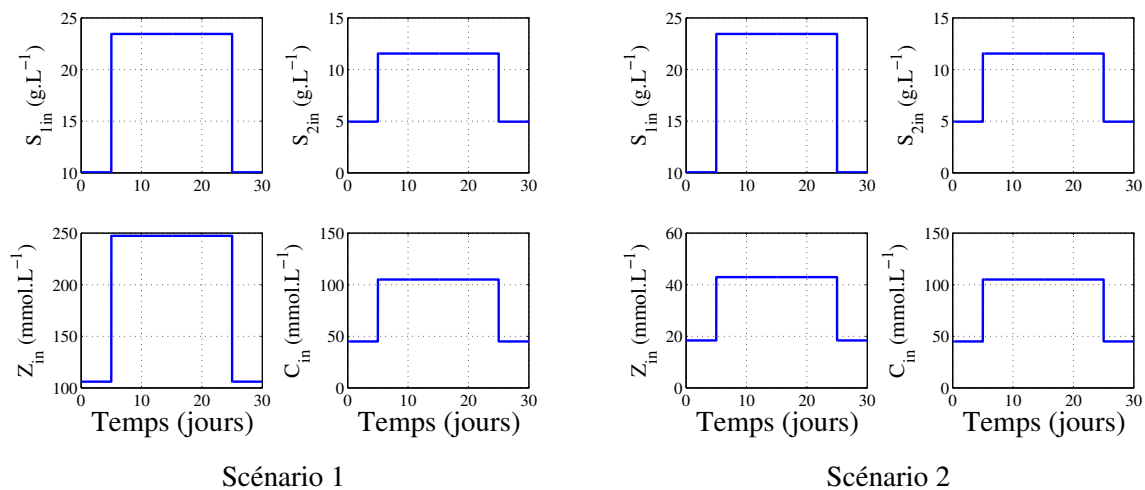 25
20
15
10
0 10 20 30
S1in (g.L−1)
15
10
5
0
0 10 20 30
S2in (g.L−1)
250
200
150
100
0 10 20 30
Zin (mmol.L−1)
Temps (jours)
150
100
50
0
0 10 20 30
Cin (mmol.L−1)
Temps (jours)
Scénario 1
25
20
15
10
0 10 20 30
S1in (g.L−1)
15
10
5
0
0 10 20 30
S2in (g.L−1)
60
40
20
0
0 10 20 30
Zin (mmol.L−1)
Temps (jours)
150
100
50
0
0 10 20 30
Cin (mmol.L−1)
Temps (jours)
Scénario 2